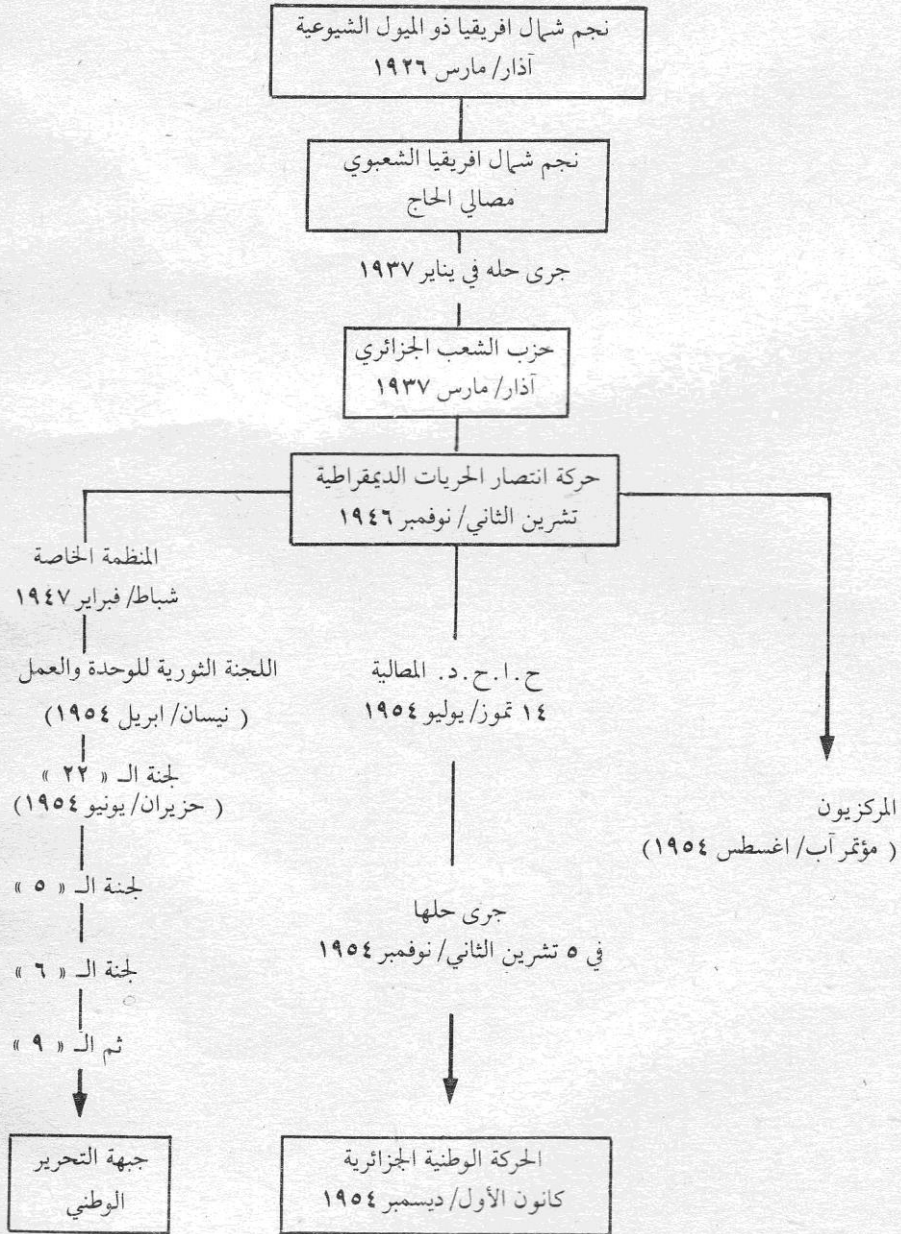 نجم شمال افريقيا ذو الميول الشيوعية
آذار/ مارس ١٩٢٦
نجم شمال افريقيا الشعبوي
مصالي الحاج
جرى حله في يناير ١٩٣٧
حزب الشعب الجزائري
آذار/ مارس ١٩٣٧
حركة انتصار الحريات الديمقراطية
تشرين الثاني/ نوفمبر ١٩٤٦
المنظمة الخاصة
شباط/ فبراير ١٩٤٧
اللجنة الثورية للوحدة والعمل
( نيسان/ ابريل ١٩٥٤)
لجنة الـ « ٢٢ »
( حزيران/ يونيو ١٩٥٤)
لجنة الـ « ٥ »
لجنة الـ « ٦ »
ثم الـ « ٩ »
جبهة التحرير
الوطني
ح.ا.ح.د. المصالية
١٤ تموز/ يوليو ١٩٥٤
جرى حلها
في ٥ تشرين الثاني/ نوفمبر ١٩٥٤
الحركة الوطنية الجزائرية
كانون الأول/ ديسمبر ١٩٥٤
المركزيون
( مؤتمر آب/ اغسطس ١٩٥٤)